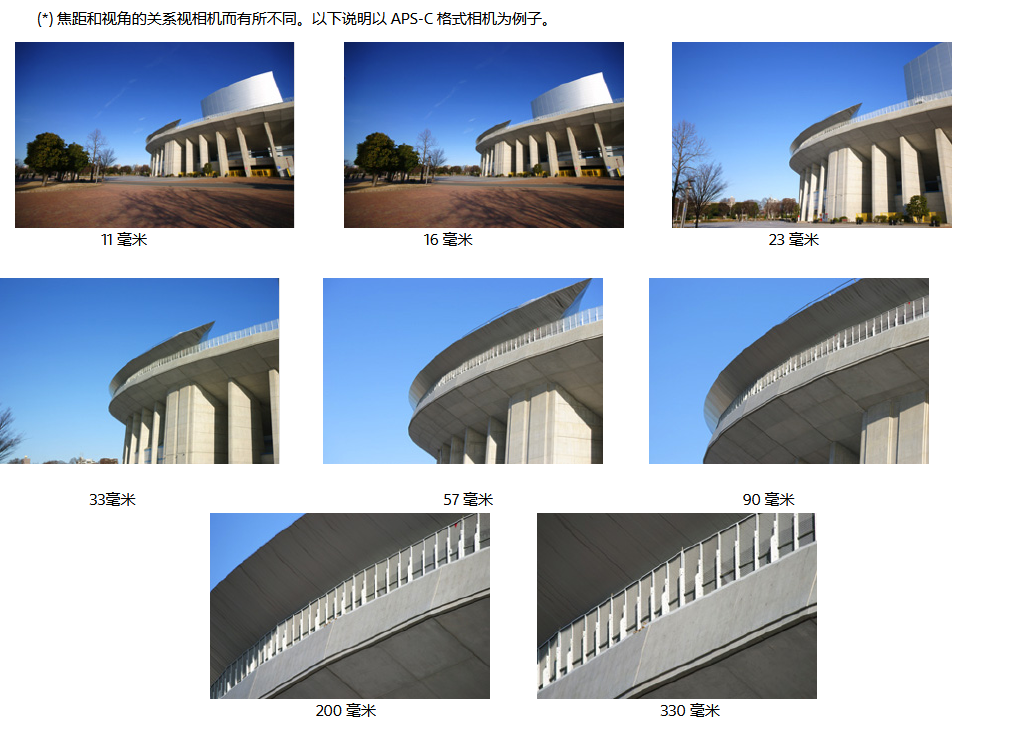 (*) 焦距和视角的关系视相机而有所不同。以下说明以 APS-C 格式相机为例子。
11 毫米
16 毫米
23 毫米
33毫米
57 毫米
90 毫米
200 毫米
330 毫米